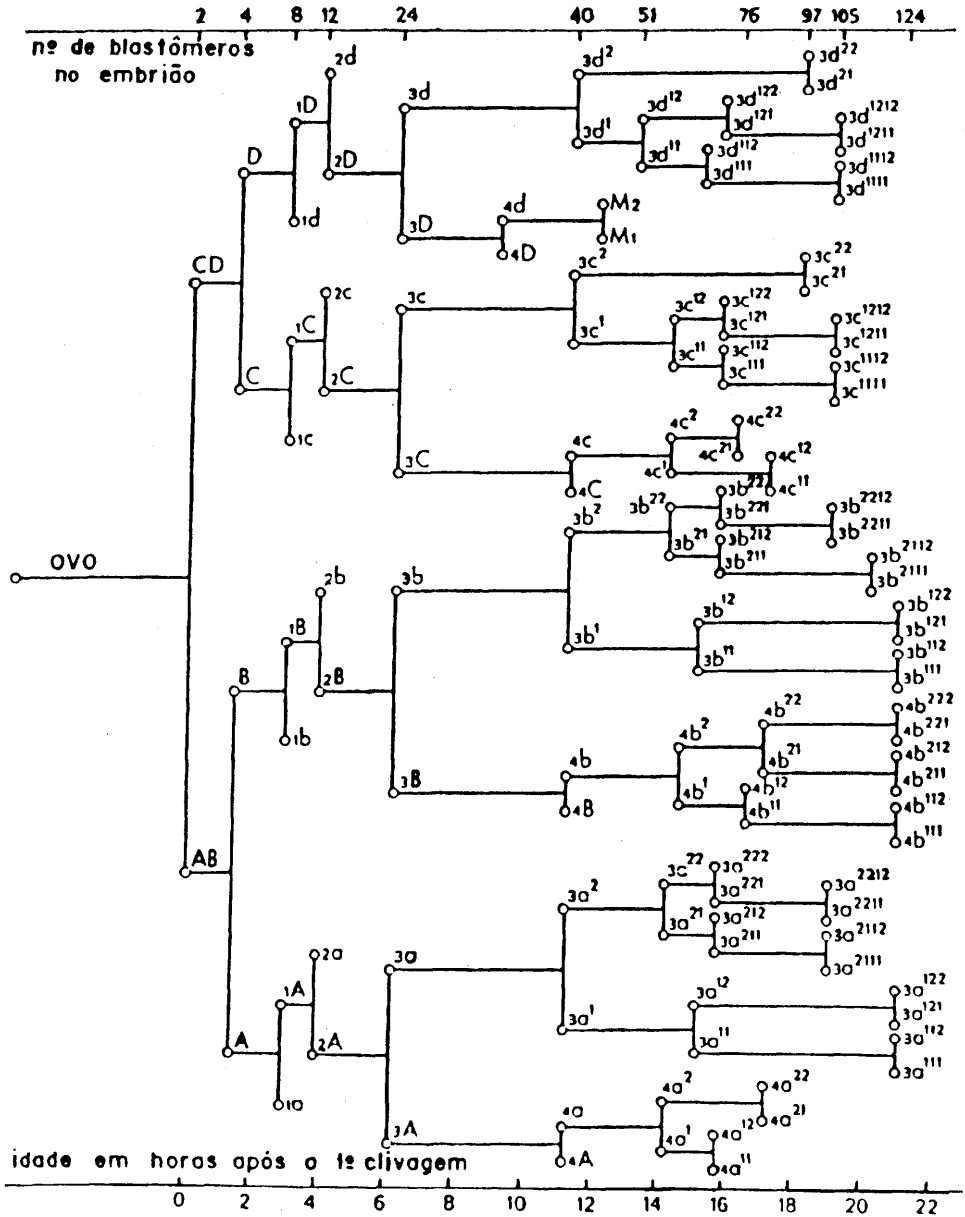 2 4 8 12 24 40 51 76 97 105 124
nº de blastômeros
no embrião
2d
3d²
3d²²
3d²¹
1D
3d
3d¹²
3d¹²²
3d¹²¹
3d¹²¹²
3d¹²¹¹
3d¹
D
2D
3d¹¹
3d¹¹²
3d¹¹¹
3d¹¹¹²
3d¹¹¹¹
1d
3D
4d
4D
M2
M1
CD
3c²
3c²²
3c²¹
2c
3c
1C
3c¹²
3c¹²²
3c¹²¹
3c¹²¹²
3c¹²¹¹
3c¹
C
2C
3c¹¹
3c¹¹²
3c¹¹¹
3c¹¹¹²
3c¹¹¹¹
1c
3C
4c
4C
4c²
4c¹
4c²²
4c²¹
4c¹²
4c¹¹
OVO
3b²
3b²²
3b²²²
3b²²¹
3b²²¹²
3b²²¹¹
2b
3b
3b²¹
3b²¹²
3b²¹¹
3b²¹¹²
3b²¹¹¹
1B
3b¹
3b¹²
3b¹²²
3b¹²¹
B
2B
3b¹¹
3b¹¹²
3b¹¹¹
1b
3B
4b
4B
4b²
4b²²
4b²²²
4b²²¹
4b²¹
4b²¹²
4b²¹¹
4b¹
4b¹²
4b¹¹
4b¹¹²
4b¹¹¹
AB
3a²
3c²²
3a²²²
3a²²¹
3a²²¹²
3a²²¹¹
2a
3a
3a²¹
3a²¹²
3a²¹¹
3a²¹¹²
3a²¹¹¹
1A
3a¹
3a¹²
3a¹²²
3a¹²¹
A
2A
3a¹¹
3a¹¹²
3a¹¹¹
1a
3A
4a
4A
4a²
4a²²
4a²¹
4a¹
4a¹²
4a¹¹
idade em horas após a 1ª clivagem
0 2 4 6 8 10 12 14 16 18 20 22